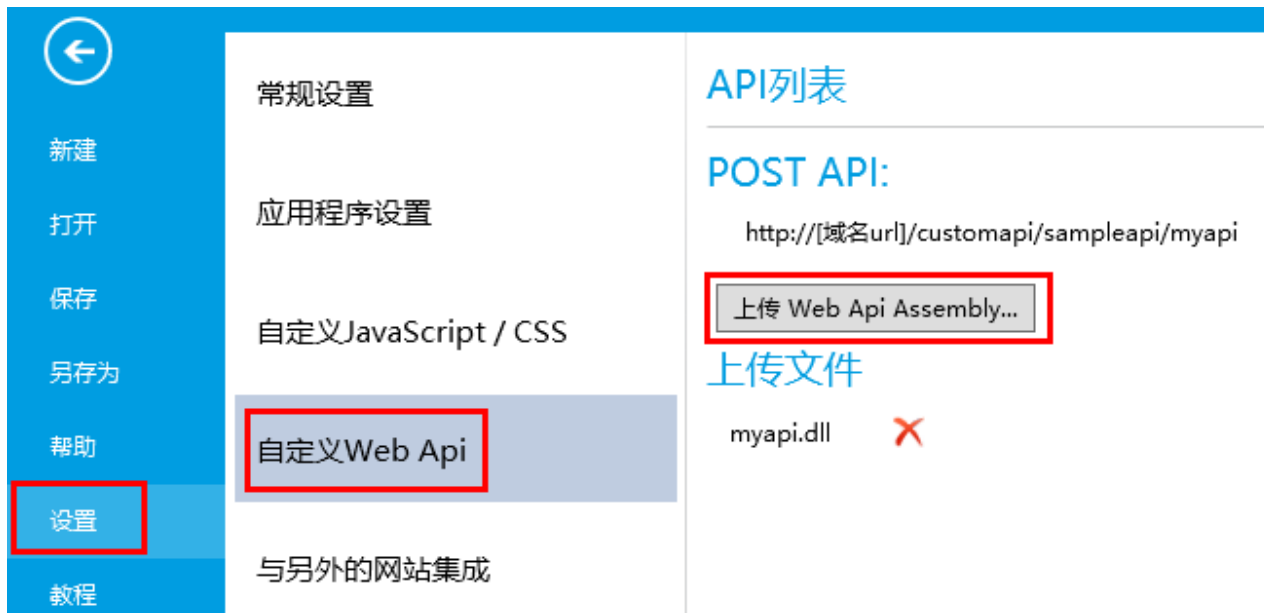 新建
打开
保存
另存为
帮助
设置
教程
常规设置
应用程序设置
自定义JavaScript / CSS
自定义Web Api
与另外的网站集成
API列表
POST API:
http://[域名url]/customapi/sampleapi/myapi
上传 Web Api Assembly...
上传文件
myapi.dll